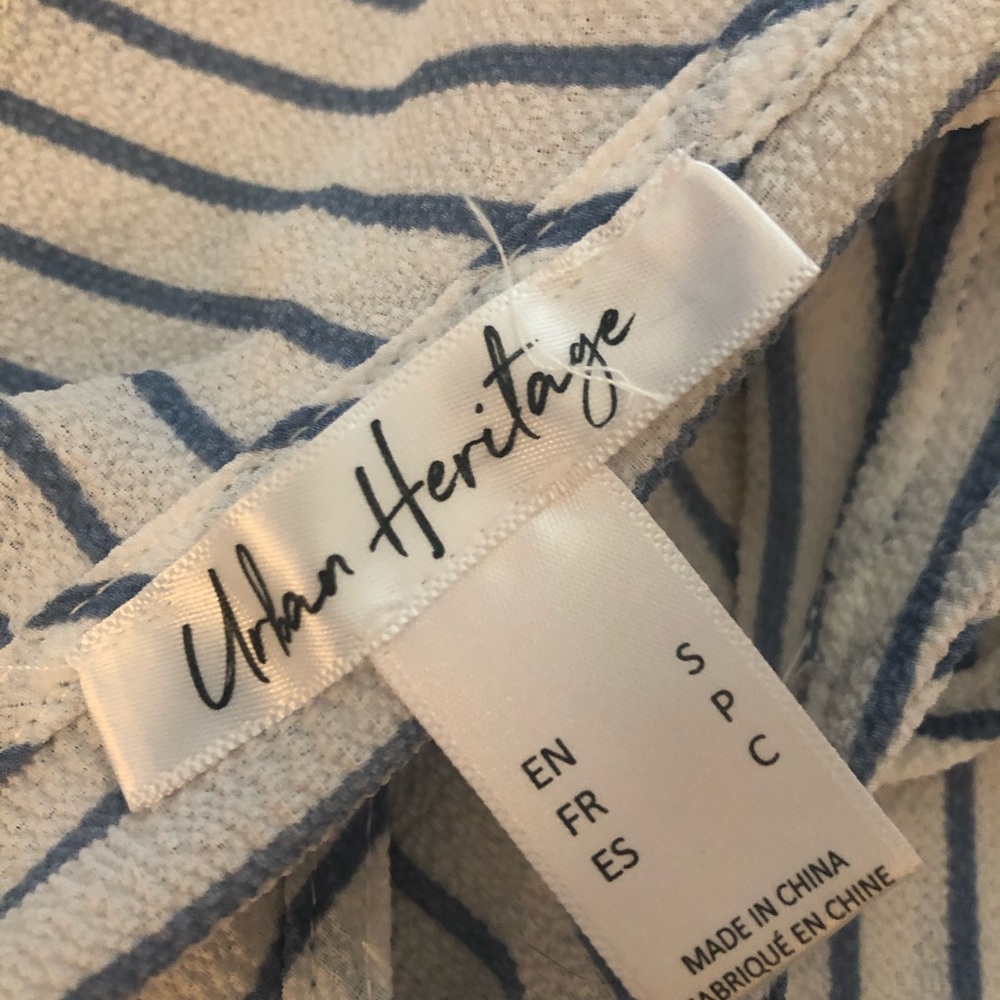 Urban Heritage
EN S
FR P
ES C
MADE IN CHINA
FABRIQUÉ EN CHINE